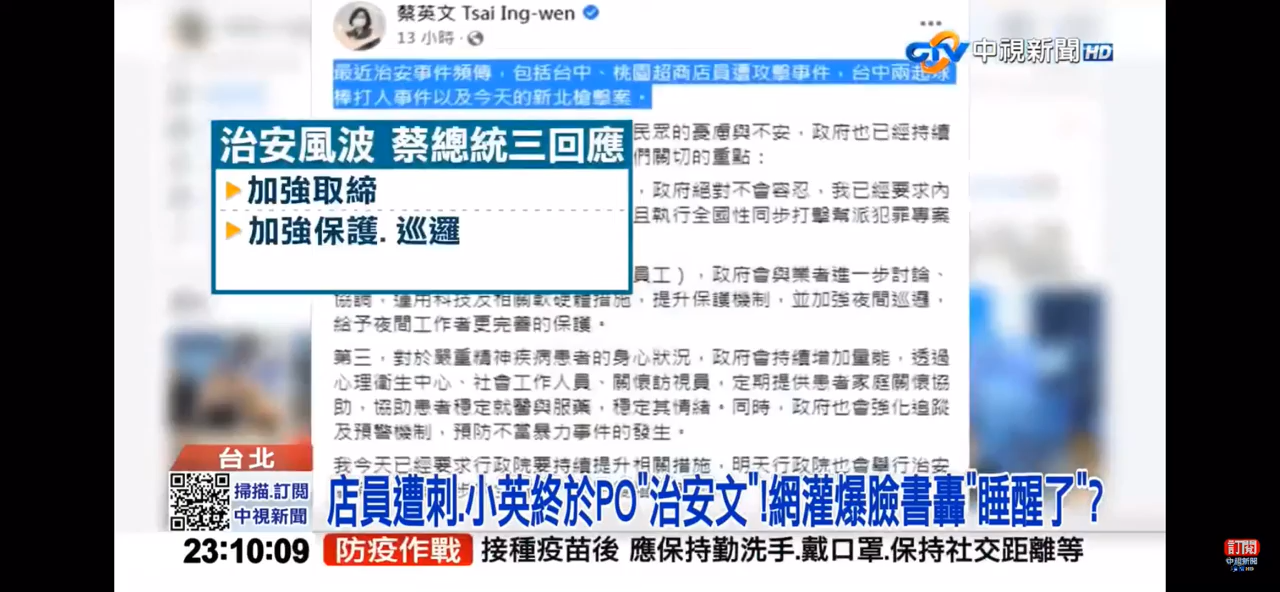 蔡英文 Tsai Ing-wen
13 小時
中視新聞HD
最近治安事件頻傳，包括台中、桃園超商店員遭攻擊事件，台中兩起球
棒打人事件以及今天的新北槍擊案。
民眾的憂慮與不安，政府也已經持續
們關切的重點：
，政府絕對不會容忍，我已經要求內
且執行全國性同步打擊幫派犯罪專案
員工），政府會與業者進一步討論、
協調，運用科技及相關軟硬體措施，提升保護機制，並加強夜間巡邏，
給予夜間工作者更完善的保護。
第三，對於嚴重精神疾病患者的身心狀況，政府會持續增加量能，透過
心理衛生中心、社會工作人員、關懷訪視員，定期提供患者家庭關懷協
助，協助患者穩定就醫與服藥，穩定其情緒。同時，政府也會強化追蹤
及預警機制，預防不當暴力事件的發生。
我今天已經要求行政院要持續提升相關措施，明天行政院也會舉行治安
治安風波 蔡總統三回應
加強取締
加強保護. 巡邏
台北
掃描.訂閱
中視新聞
店員遭刺.小英終於PO"治安文"!網灌爆臉書轟"睡醒了"?
23:10:09 防疫作戰 接種疫苗後 應保持勤洗手.戴口罩.保持社交距離等
訂閱
中視新聞